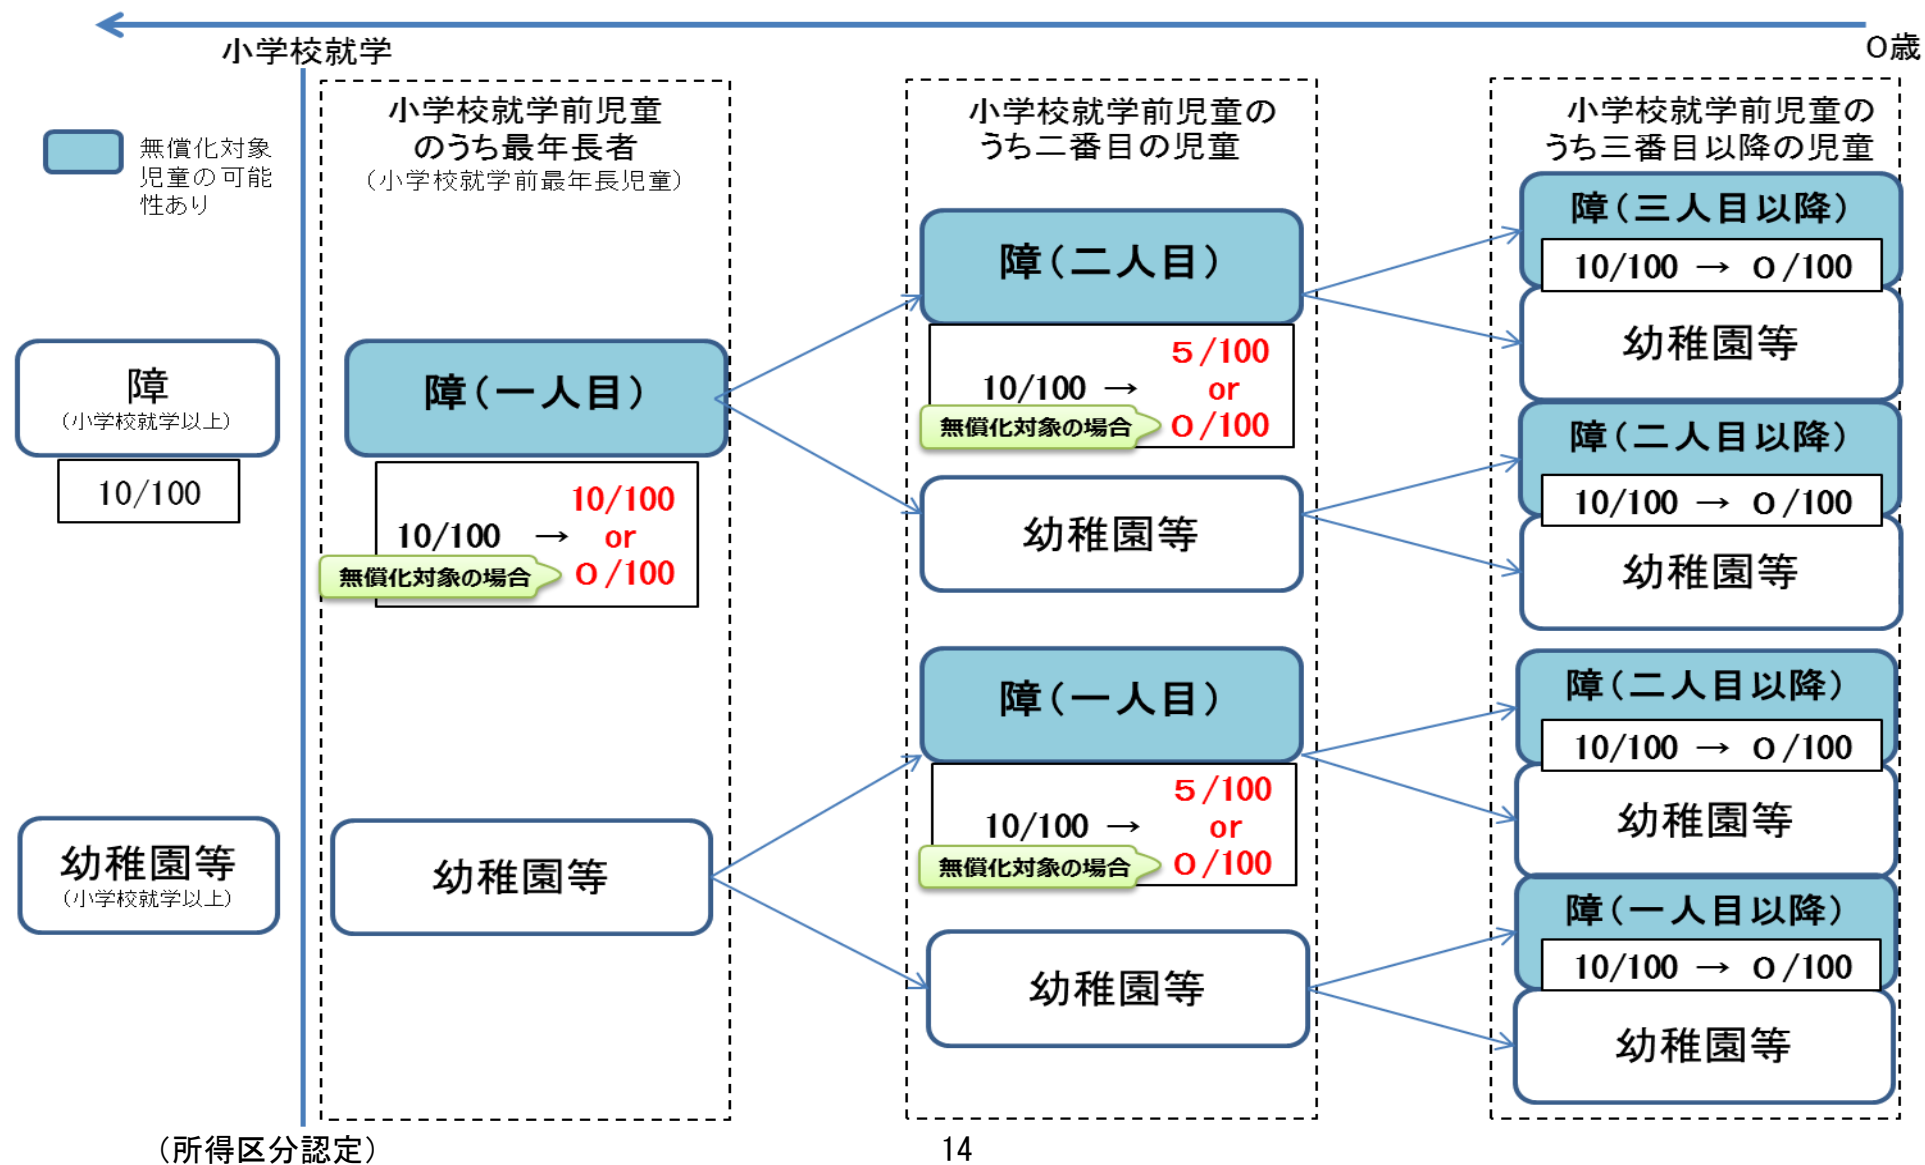 小学校就学
0歳
無償化対象
児童の可能
性あり
障
（小学校就学以上）
10/100
幼稚園等
（小学校就学以上）
小学校就学前児童
のうち最年長者
（小学校就学前最年長児童）
障（一人目）
10/100
10/100 → or
無償化対象の場合 0/100
幼稚園等
小学校就学前児童の
うち二番目の児童
障（二人目）
5/100
10/100 → or
無償化対象の場合 0/100
幼稚園等
障（一人目）
5/100
10/100 → or
無償化対象の場合 0/100
幼稚園等
小学校就学前児童の
うち三番目以降の児童
障（三人目以降）
10/100 → 0/100
幼稚園等
障（二人目以降）
10/100 → 0/100
幼稚園等
障（二人目以降）
10/100 → 0/100
幼稚園等
障（一人目以降）
10/100 → 0/100
幼稚園等
（所得区分認定）
14